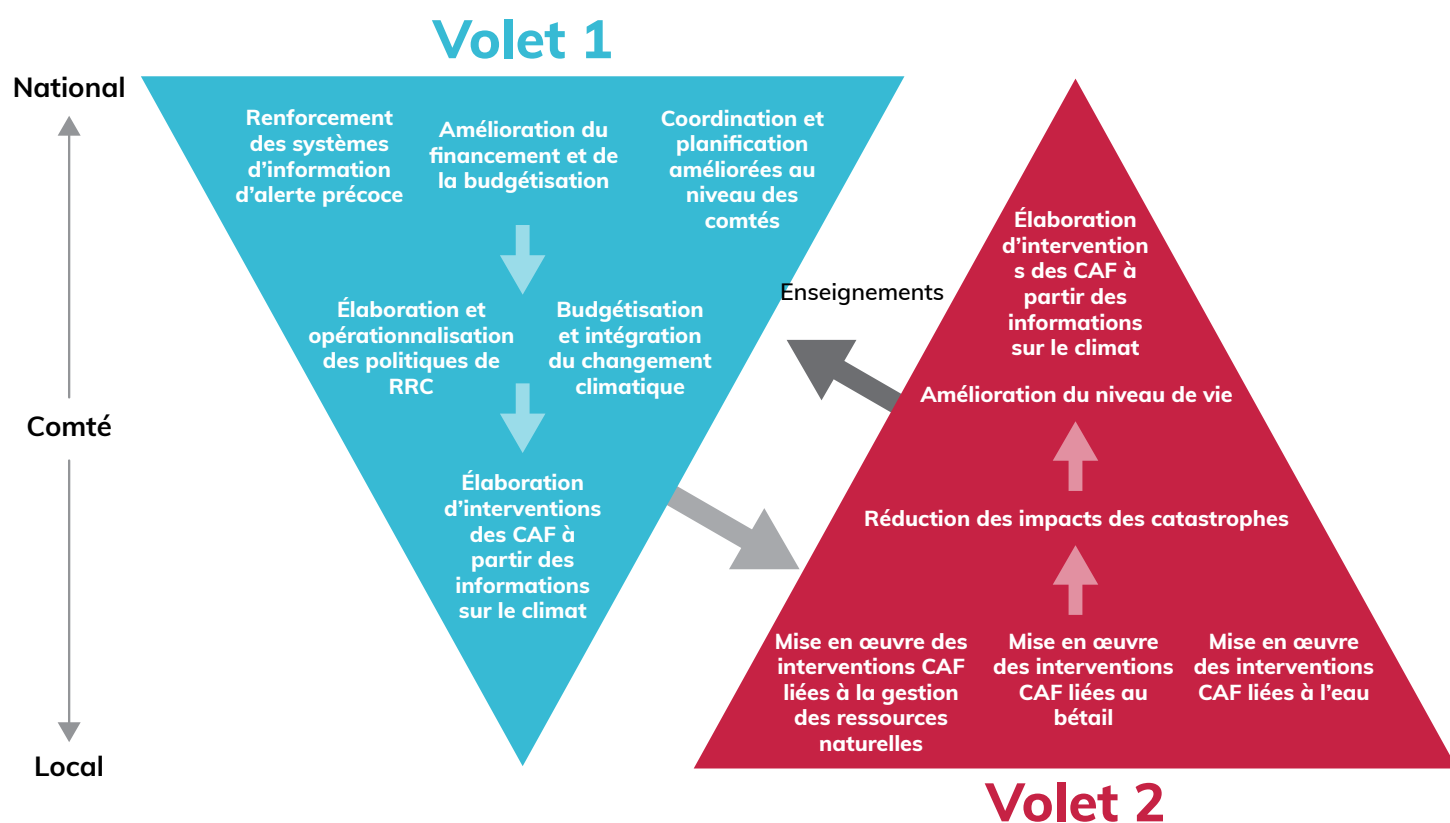 Volet 1
National
Comté
Local
Renforcement
des systèmes
d’information
d’alerte précoce
Amélioration du
financement et de
la budgétisation
Coordination et
planification
améliorées au
niveau des
comtés
Élaboration et
opérationnalisation
des politiques de
RRC
Budgétisation
et intégration
du changement
climatique
Élaboration
d’interventions
des CAF à
partir des
informations
sur le climat
Enseignements
Élaboration
d’intervention
s des CAF à
partir des
informations
sur le climat
Amélioration du niveau de vie
Réduction des impacts des catastrophes
Mise en œuvre des
interventions CAF
liées à la gestion
des ressources
naturelles
Mise en œuvre
des interventions
CAF liées au
bétail
Mise en œuvre
des interventions
CAF liées à l’eau
Volet 2